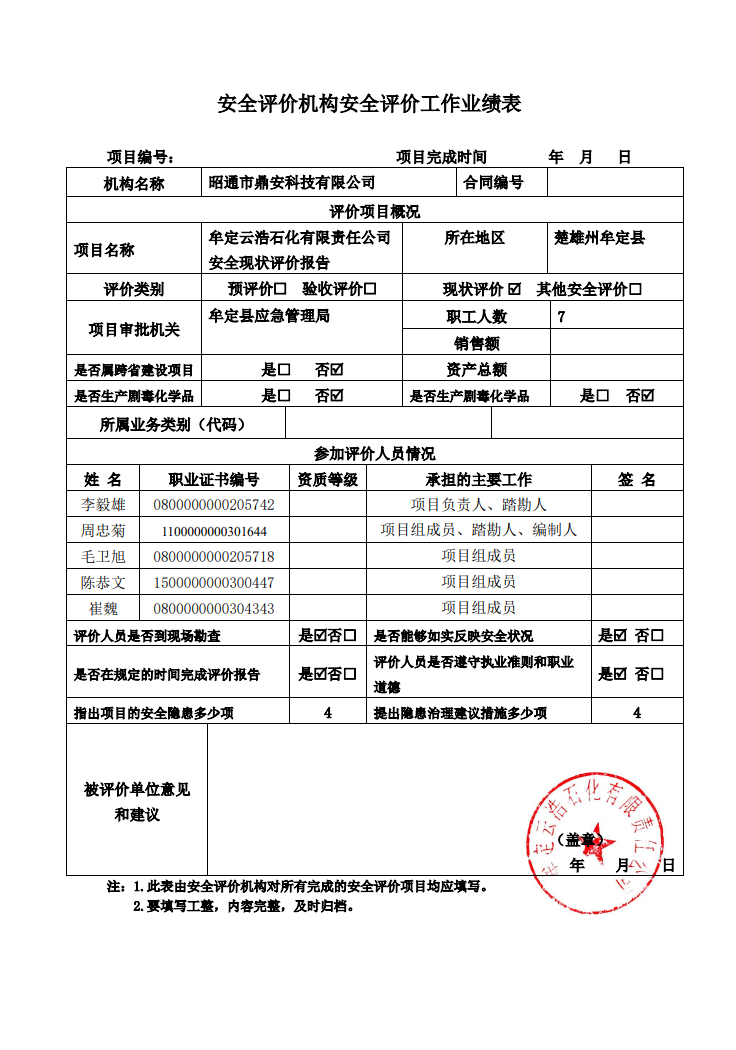 安全评价机构安全评价工作业绩表
项目编号： 项目完成时间 年 月 日
机构名称 昭通市鼎安科技有限公司 合同编号
评价项目概况
项目名称 牟定云浩石化有限责任公司 所在地区 楚雄州牟定县
安全现状评价报告
评价类别 预评价☐ 验收评价☐ 现状评价☑ 其他安全评价☐
项目审批机关 牟定县应急管理局 职工人数 7
销售额
是否属跨省建设项目 是☐ 否☑ 资产总额
是否生产剧毒化学品 是☐ 否☑ 是否生产剧毒化学品 是☐ 否☑
所属业务类别（代码）
参加评价人员情况
姓 名 职业证书编号 资质等级 承担的主要工作 签 名
李毅雄 0800000000205742 项目负责人、踏勘人
周忠菊 1100000000301644 项目组成员、踏勘人、编制人
毛卫旭 0800000000205718 项目组成员
陈恭文 1500000000300447 项目组成员
崔魏 0800000000304343 项目组成员
评价人员是否到现场勘查 是☑否☐ 是否能够如实反映安全状况 是☑ 否☐
是否在规定的时间完成评价报告 是☑否☐ 评价人员是否遵守执业准则和职业 是☑ 否☐
道德
指出项目的安全隐患多少项 4 提出隐患治理建议措施多少项 4
被评价单位意见
和建议
牟定云浩石化有限责任公司
（盖章）
年 月 日
注：1.此表由安全评价机构对所有完成的安全评价项目均应填写。
2.要填写工整，内容完整，及时归档。